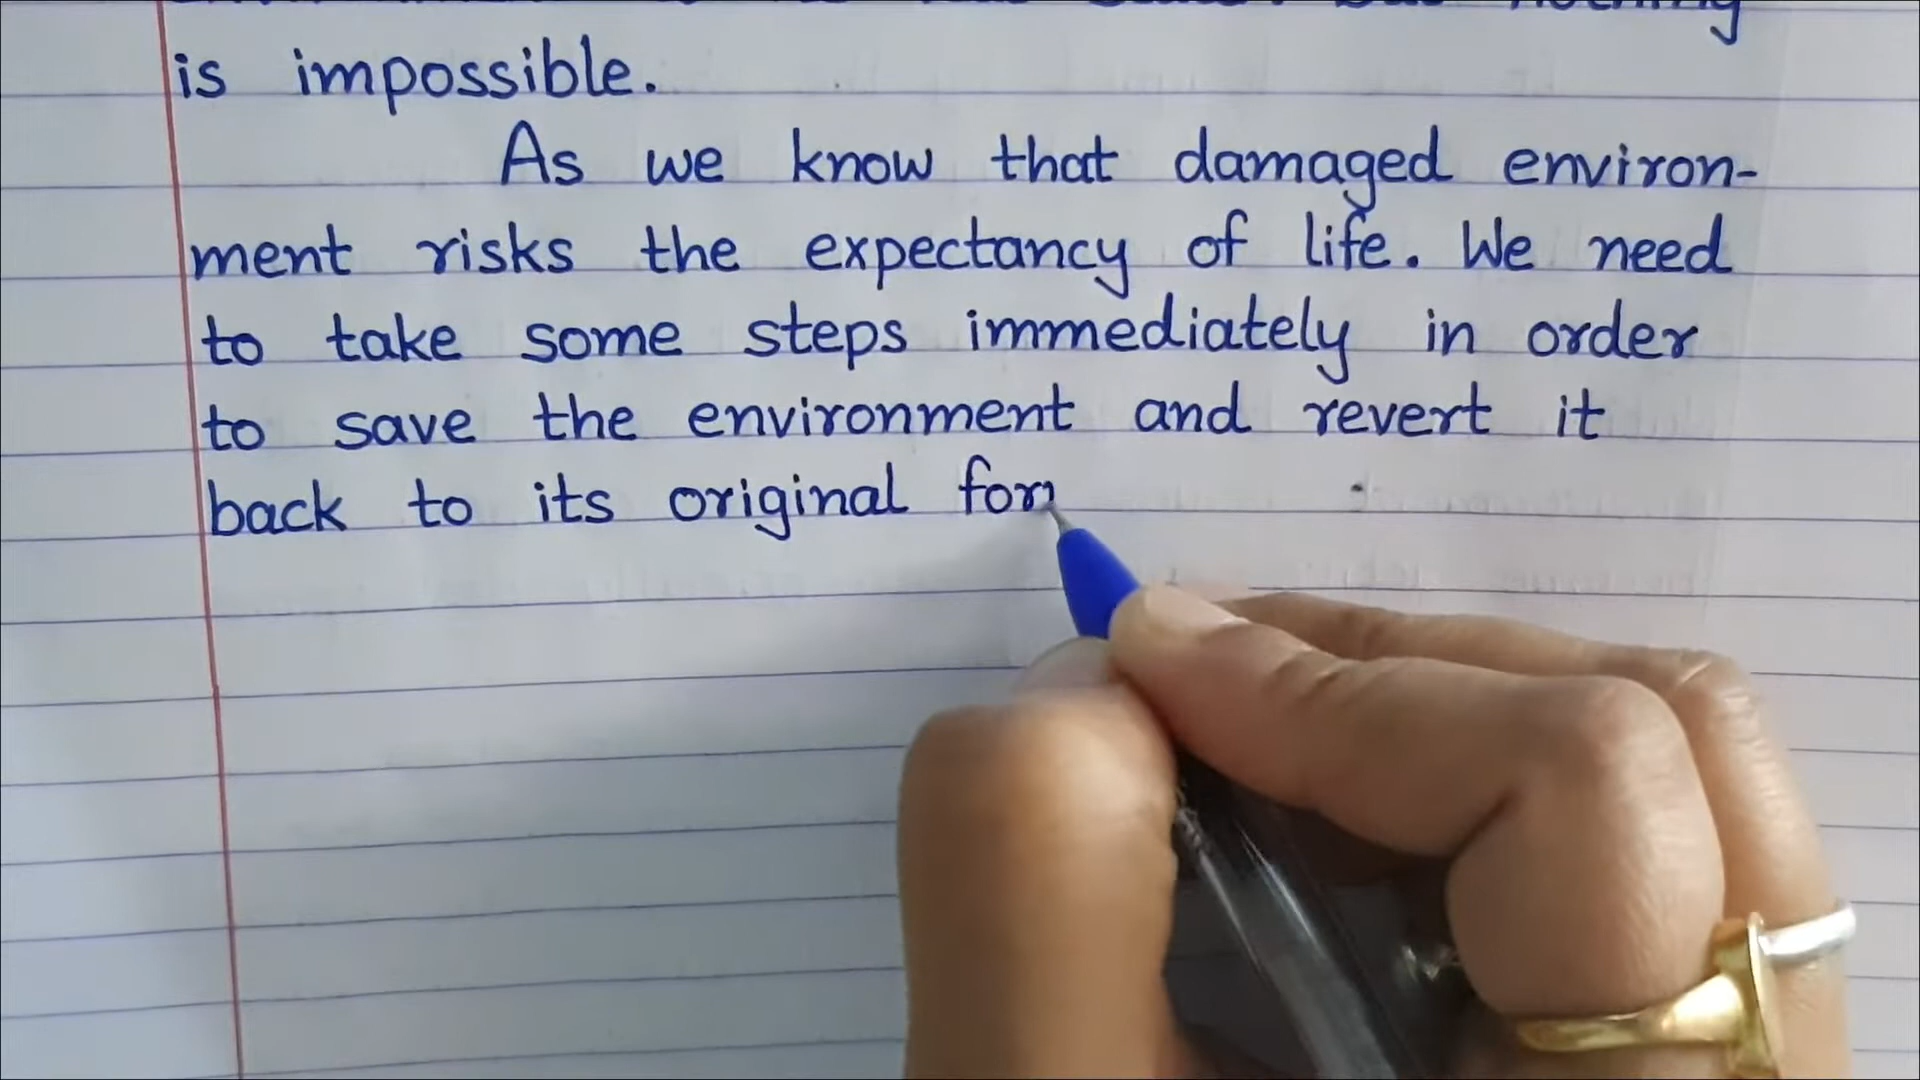 is impossible.
As we know that damaged environ-
ment risks the expectancy of life. We need
to take some steps immediately in order
to save the environment and revert it
back to its original for